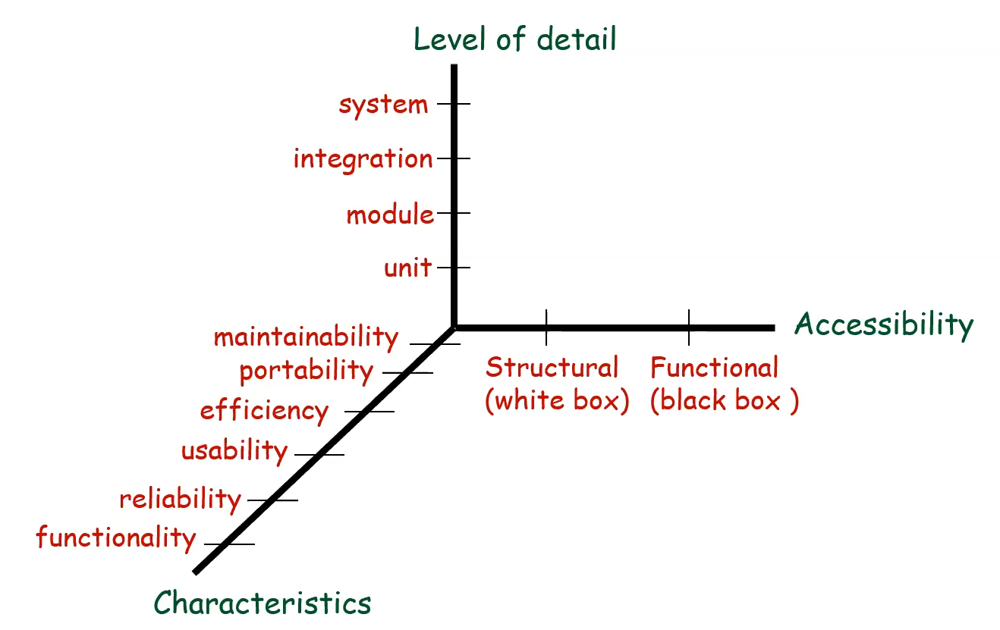 Level of detail
system
integration
module
unit
Accessibility
Structural
(white box)
Functional
(black box )
maintainability
portability
efficiency
usability
reliability
functionality
Characteristics